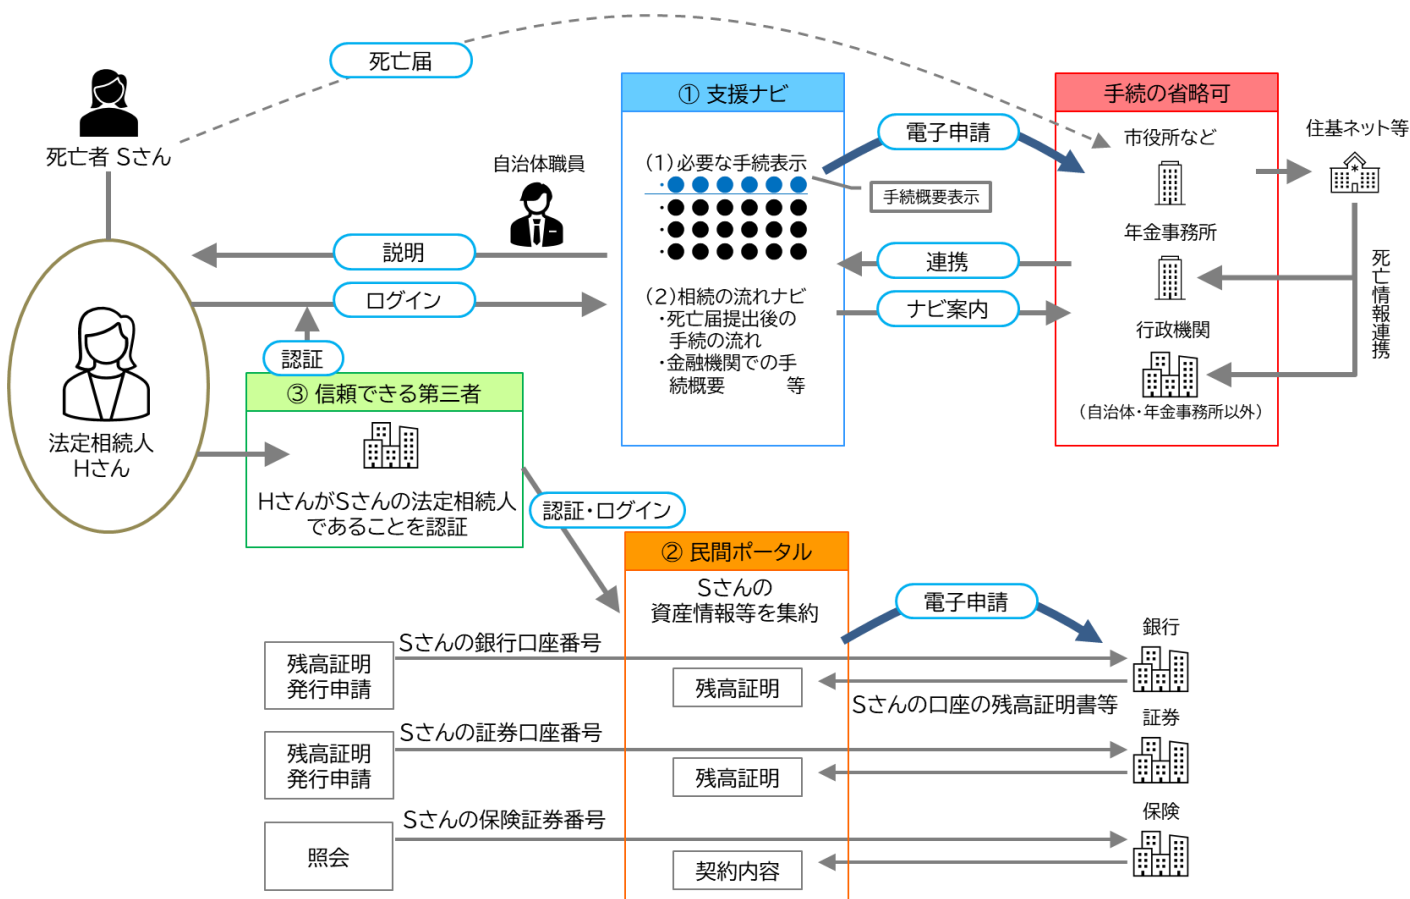 死亡届
死亡者 Sさん
自治体職員
① 支援ナビ
(1)必要な手続表示
手続概要表示
(2)相続の流れナビ
・死亡届提出後の
手続の流れ
・金融機関での手
続概要 等
電子申請
手続の省略可
市役所など
年金事務所
行政機関
(自治体・年金事務所以外)
住基ネット等
死亡情報連携
説明
ログイン
認証
連携
ナビ案内
法定相続人
Hさん
③ 信頼できる第三者
HさんがSさんの法定相続人
であることを認証
認証・ログイン
② 民間ポータル
Sさんの
資産情報等を集約
電子申請
残高証明
発行申請
Sさんの銀行口座番号
残高証明
Sさんの口座の残高証明書等
銀行
残高証明
発行申請
Sさんの証券口座番号
残高証明
証券
照会
Sさんの保険証券番号
契約内容
保険